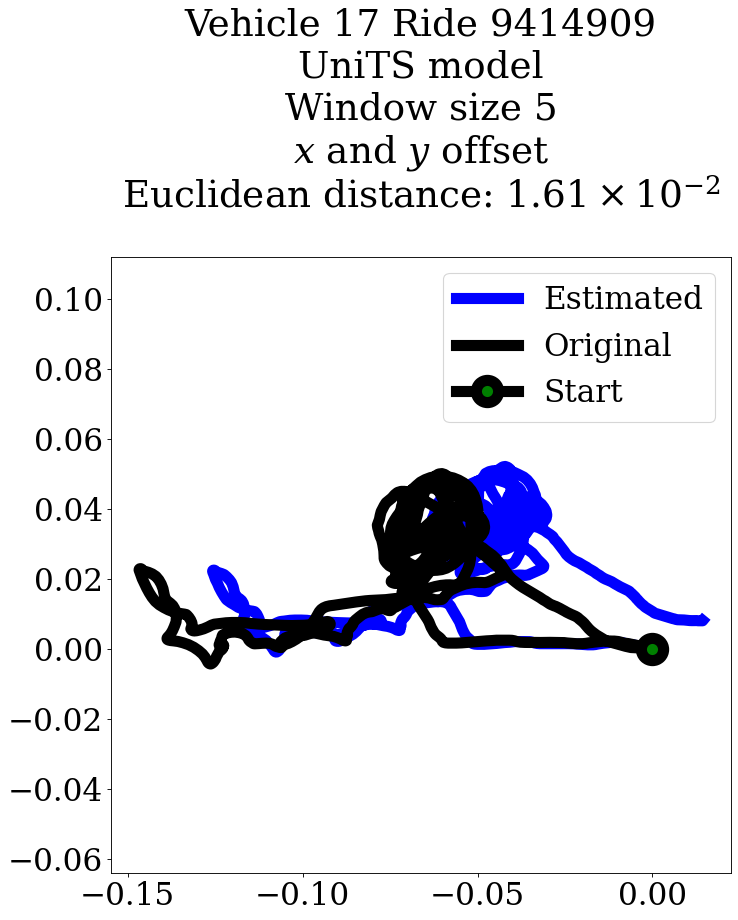 Vehicle 17 Ride 9414909
UniTS model
Window size 5
x and y offset
Euclidean distance: 1.61 × 10⁻²
Estimated
Original
Start
0.10
0.08
0.06
0.04
0.02
0.00
−0.02
−0.04
−0.06
−0.15 −0.10 −0.05 0.00